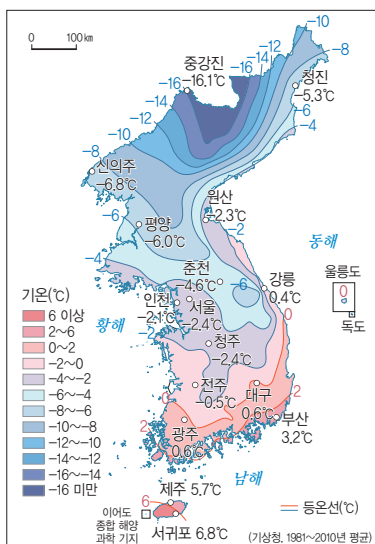 0 100 km
-10
-8
-16
-14
-12
-16
-14
-12
-10
-8
-6
-4
중강진
-16.1℃
청진
-5.3℃
-6
-4
신의주
-6.8℃
원산
-2.3℃
-2
평양
-6.0℃
동해
춘천
-4.6℃
-6
강릉
0.4℃
울릉도
0
독도
인천
-2.1℃
서울
-2.4℃
황해
-2
0
청주
-2.4℃
전주
-0.5℃
대구
0.6℃
0
2
2
광주
0.6℃
부산
3.2℃
남해
기온(℃)
6 이상
2~6
0~2
-2~0
-4~-2
-6~-4
-8~-6
-10~-8
-12~-10
-14~-12
-16~-14
-16 미만
제주 5.7℃
6
이어도
종합 해양
과학 기지
서귀포 6.8℃
등온선(℃)
(기상청, 1981~2010년 평균)